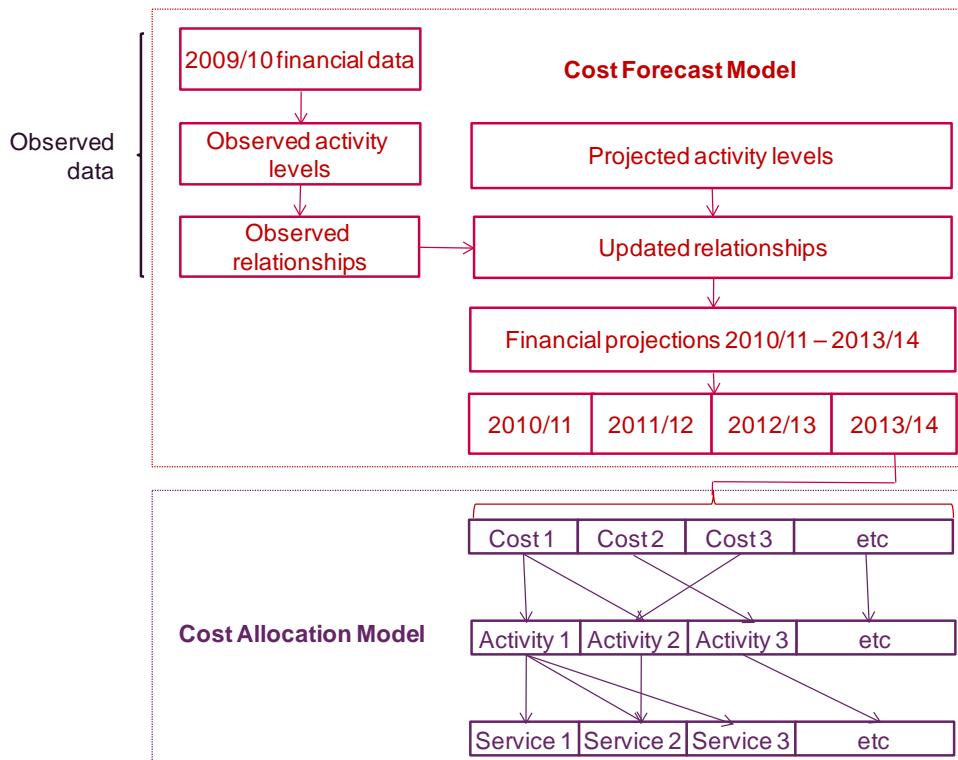 2009/10 financial data
Cost Forecast Model
Observed
data
Observed activity
levels
Projected activity levels
Observed
relationships
Updated relationships
Financial projections 2010/11 – 2013/14
2010/11 2011/12 2012/13 2013/14
Cost 1 Cost 2 Cost 3 etc
Cost Allocation Model
Activity 1 Activity 2 Activity 3 etc
Service 1 Service 2 Service 3 etc